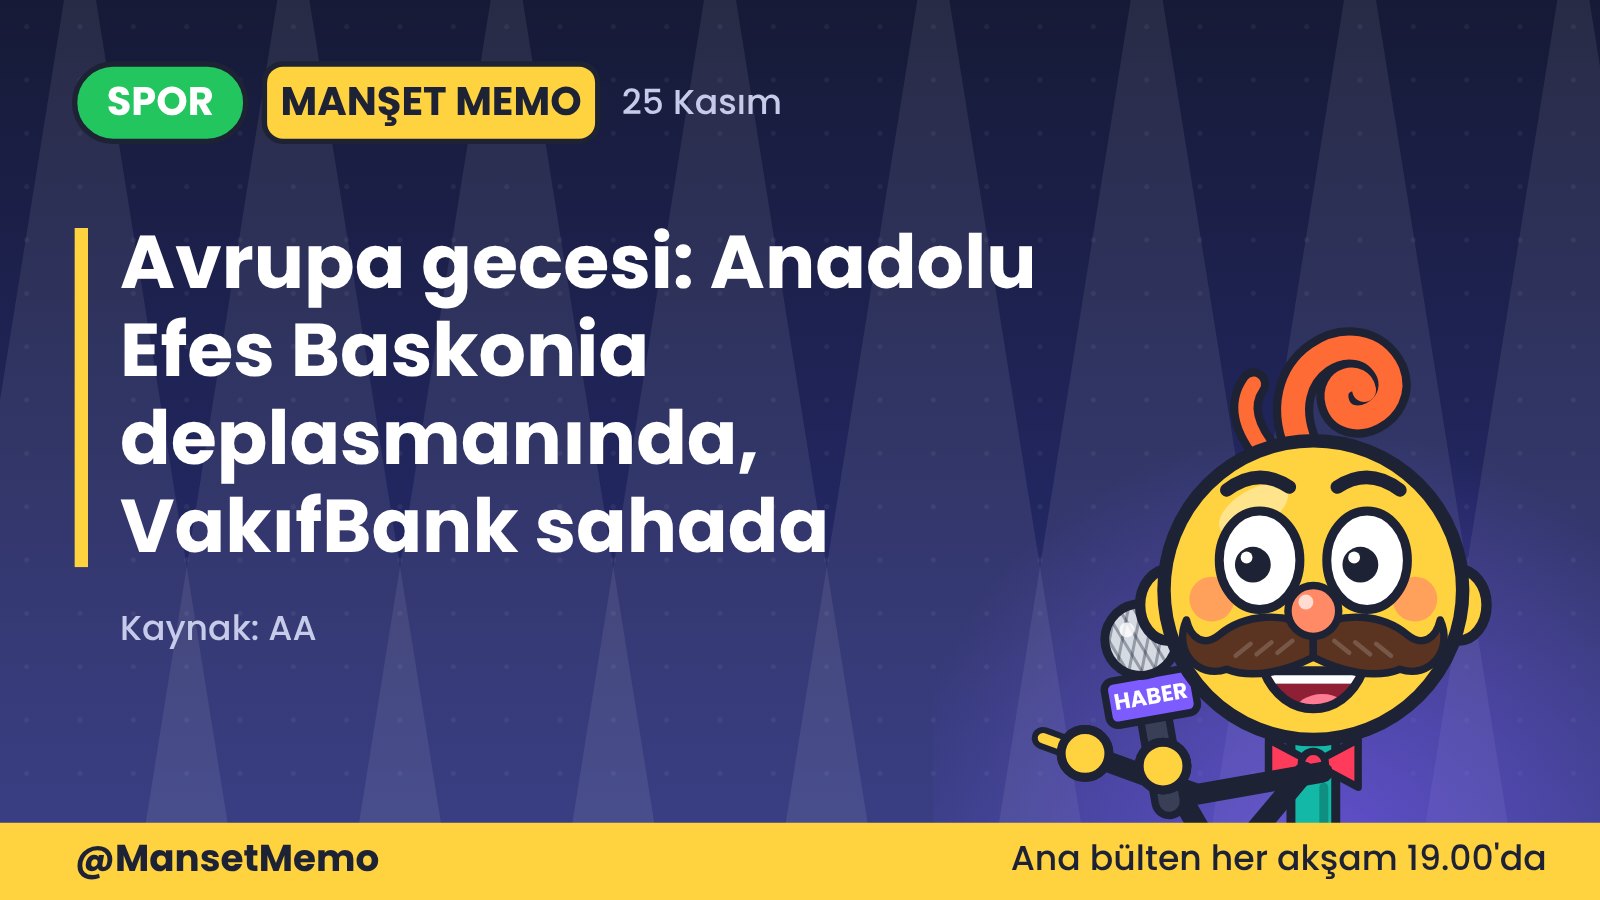 SPOR MANŞET MEMO 25 Kasım
Avrupa gecesi: Anadolu
Efes Baskonia
deplasmanında,
VakıfBank sahada
Kaynak: AA
HABER
@MansetMemo Ana bülten her akşam 19.00'da